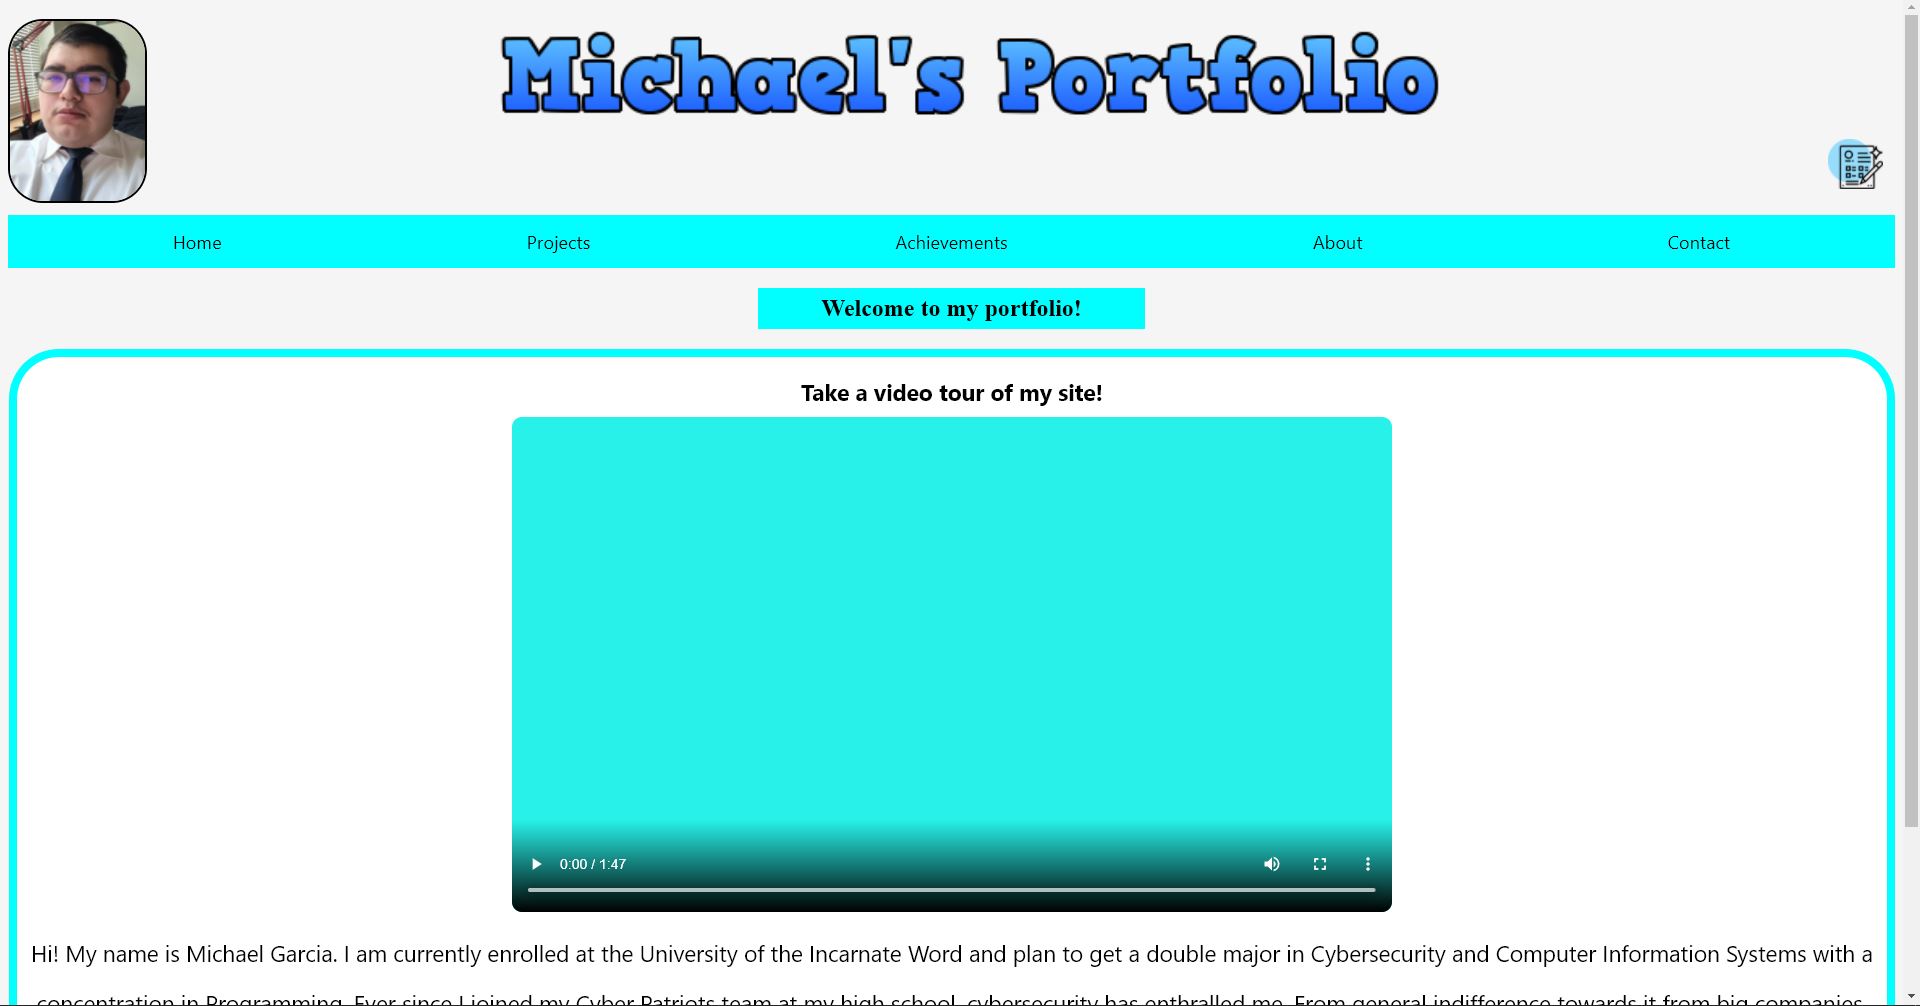 Michael's Portfolio
Home Projects Achievements About Contact
Welcome to my portfolio!
Take a video tour of my site!
0:00 / 1:47
Hi! My name is Michael Garcia. I am currently enrolled at the University of the Incarnate Word and plan to get a double major in Cybersecurity and Computer Information Systems with a
concentration in Programming. Ever since I joined my Cyber Patriots team at my high school, cybersecurity has enthralled me. From general indifference towards it from big companies